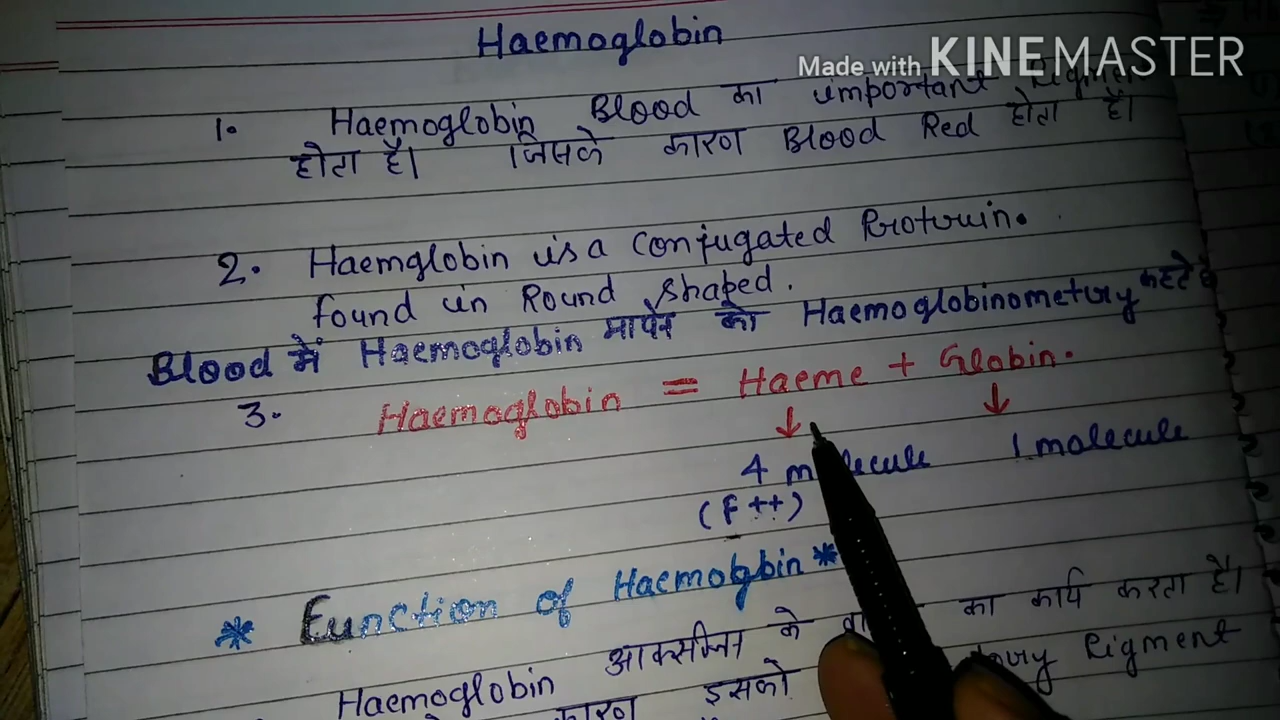 Haemoglobin
Made with KINEMASTER
1. Haemoglobin Blood का important
होता है। जिसके कारण Blood Red होता है।
2. Haemglobin is a conjugated Protein.
found in Round shaped.
Blood में Haemoglobin मापने को Haemoglobinometry कहते है
3. Haemoglobin = Haeme + Globin.
↓ ↓
4 molecule 1 molecule
(F++)
* Function of Haemogbin *
Haemoglobin आक्सीजन के का कार्य करता है।
कारण इसको Pigment